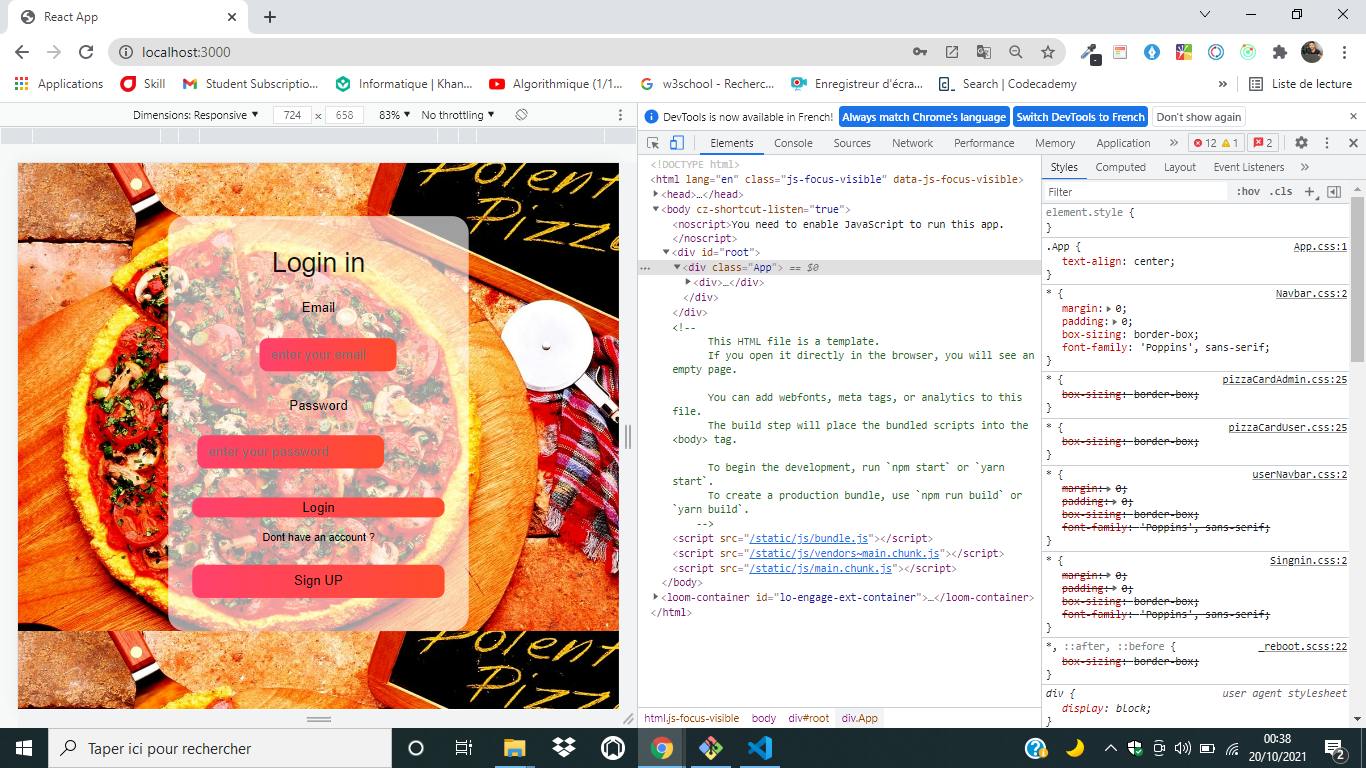 React App
localhost:3000
Applications
Skill
Student Subscriptio...
Informatique | Khan...
Algorithmique (1/1...
w3school - Recherc...
Enregistreur d'écra...
Search | Codecademy
»
Liste de lecture
Dimensions: Responsive
724 × 658
83%
No throttling
DevTools is now available in French!
Always match Chrome's language
Switch DevTools to French
Don't show again
Elements
Console
Sources
Network
Performance
Memory
Application
»
12
1
2
Polent
Pizz
Login in
Email
enter your email
Password
enter your password
Login
Dont have an account ?
Sign UP
Polent
Pizz
<!DOCTYPE html>
<html lang="en" class="js-focus-visible" data-js-focus-visible>
<head>…</head>
<body cz-shortcut-listen="true">
<noscript>You need to enable JavaScript to run this app.
</noscript>
<div id="root">
<div class="App"> == $0
<div>…</div>
</div>
</div>
<!--
This HTML file is a template.
If you open it directly in the browser, you will see an
empty page.
You can add webfonts, meta tags, or analytics to this
file.
The build step will place the bundled scripts into the
<body> tag.
To begin the development, run `npm start` or `yarn
start`.
To create a production bundle, use `npm run build` or
`yarn build`.
-->
<script src="/static/js/bundle.js"></script>
<script src="/static/js/vendors~main.chunk.js"></script>
<script src="/static/js/main.chunk.js"></script>
</body>
<loom-container id="lo-engage-ext-container">…</loom-container>
</html>
html.js-focus-visible
body
div#root
div.App
Styles
Computed
Layout
Event Listeners
»
Filter
:hov
.cls
+
element.style {
}
.App {
App.css:1
text-align: center;
}
* {
Navbar.css:2
margin: 0;
padding: 0;
box-sizing: border-box;
font-family: 'Poppins', sans-serif;
}
* {
pizzaCardAdmin.css:25
box-sizing: border-box;
}
* {
pizzaCardUser.css:25
box-sizing: border-box;
}
* {
userNavbar.css:2
margin: 0;
padding: 0;
box-sizing: border-box;
font-family: 'Poppins', sans-serif;
}
* {
Singnin.css:2
margin: 0;
padding: 0;
box-sizing: border-box;
font-family: 'Poppins', sans-serif;
}
*, ::after, ::before {
_reboot.scss:22
box-sizing: border-box;
}
div {
user agent stylesheet
display: block;
}
Taper ici pour rechercher
00:38
20/10/2021
2